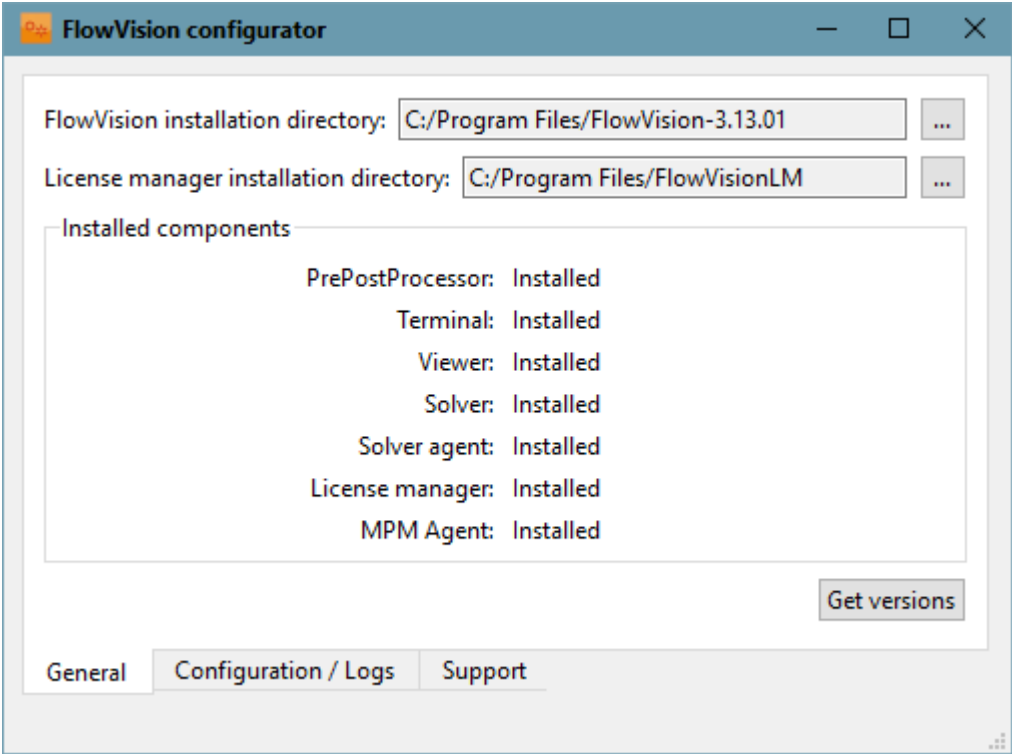 FlowVision configurator
FlowVision installation directory: C:/Program Files/FlowVision-3.13.01 ...
License manager installation directory: C:/Program Files/FlowVisionLM ...
Installed components
PrePostProcessor: Installed
Terminal: Installed
Viewer: Installed
Solver: Installed
Solver agent: Installed
License manager: Installed
MPM Agent: Installed
Get versions
General Configuration / Logs Support